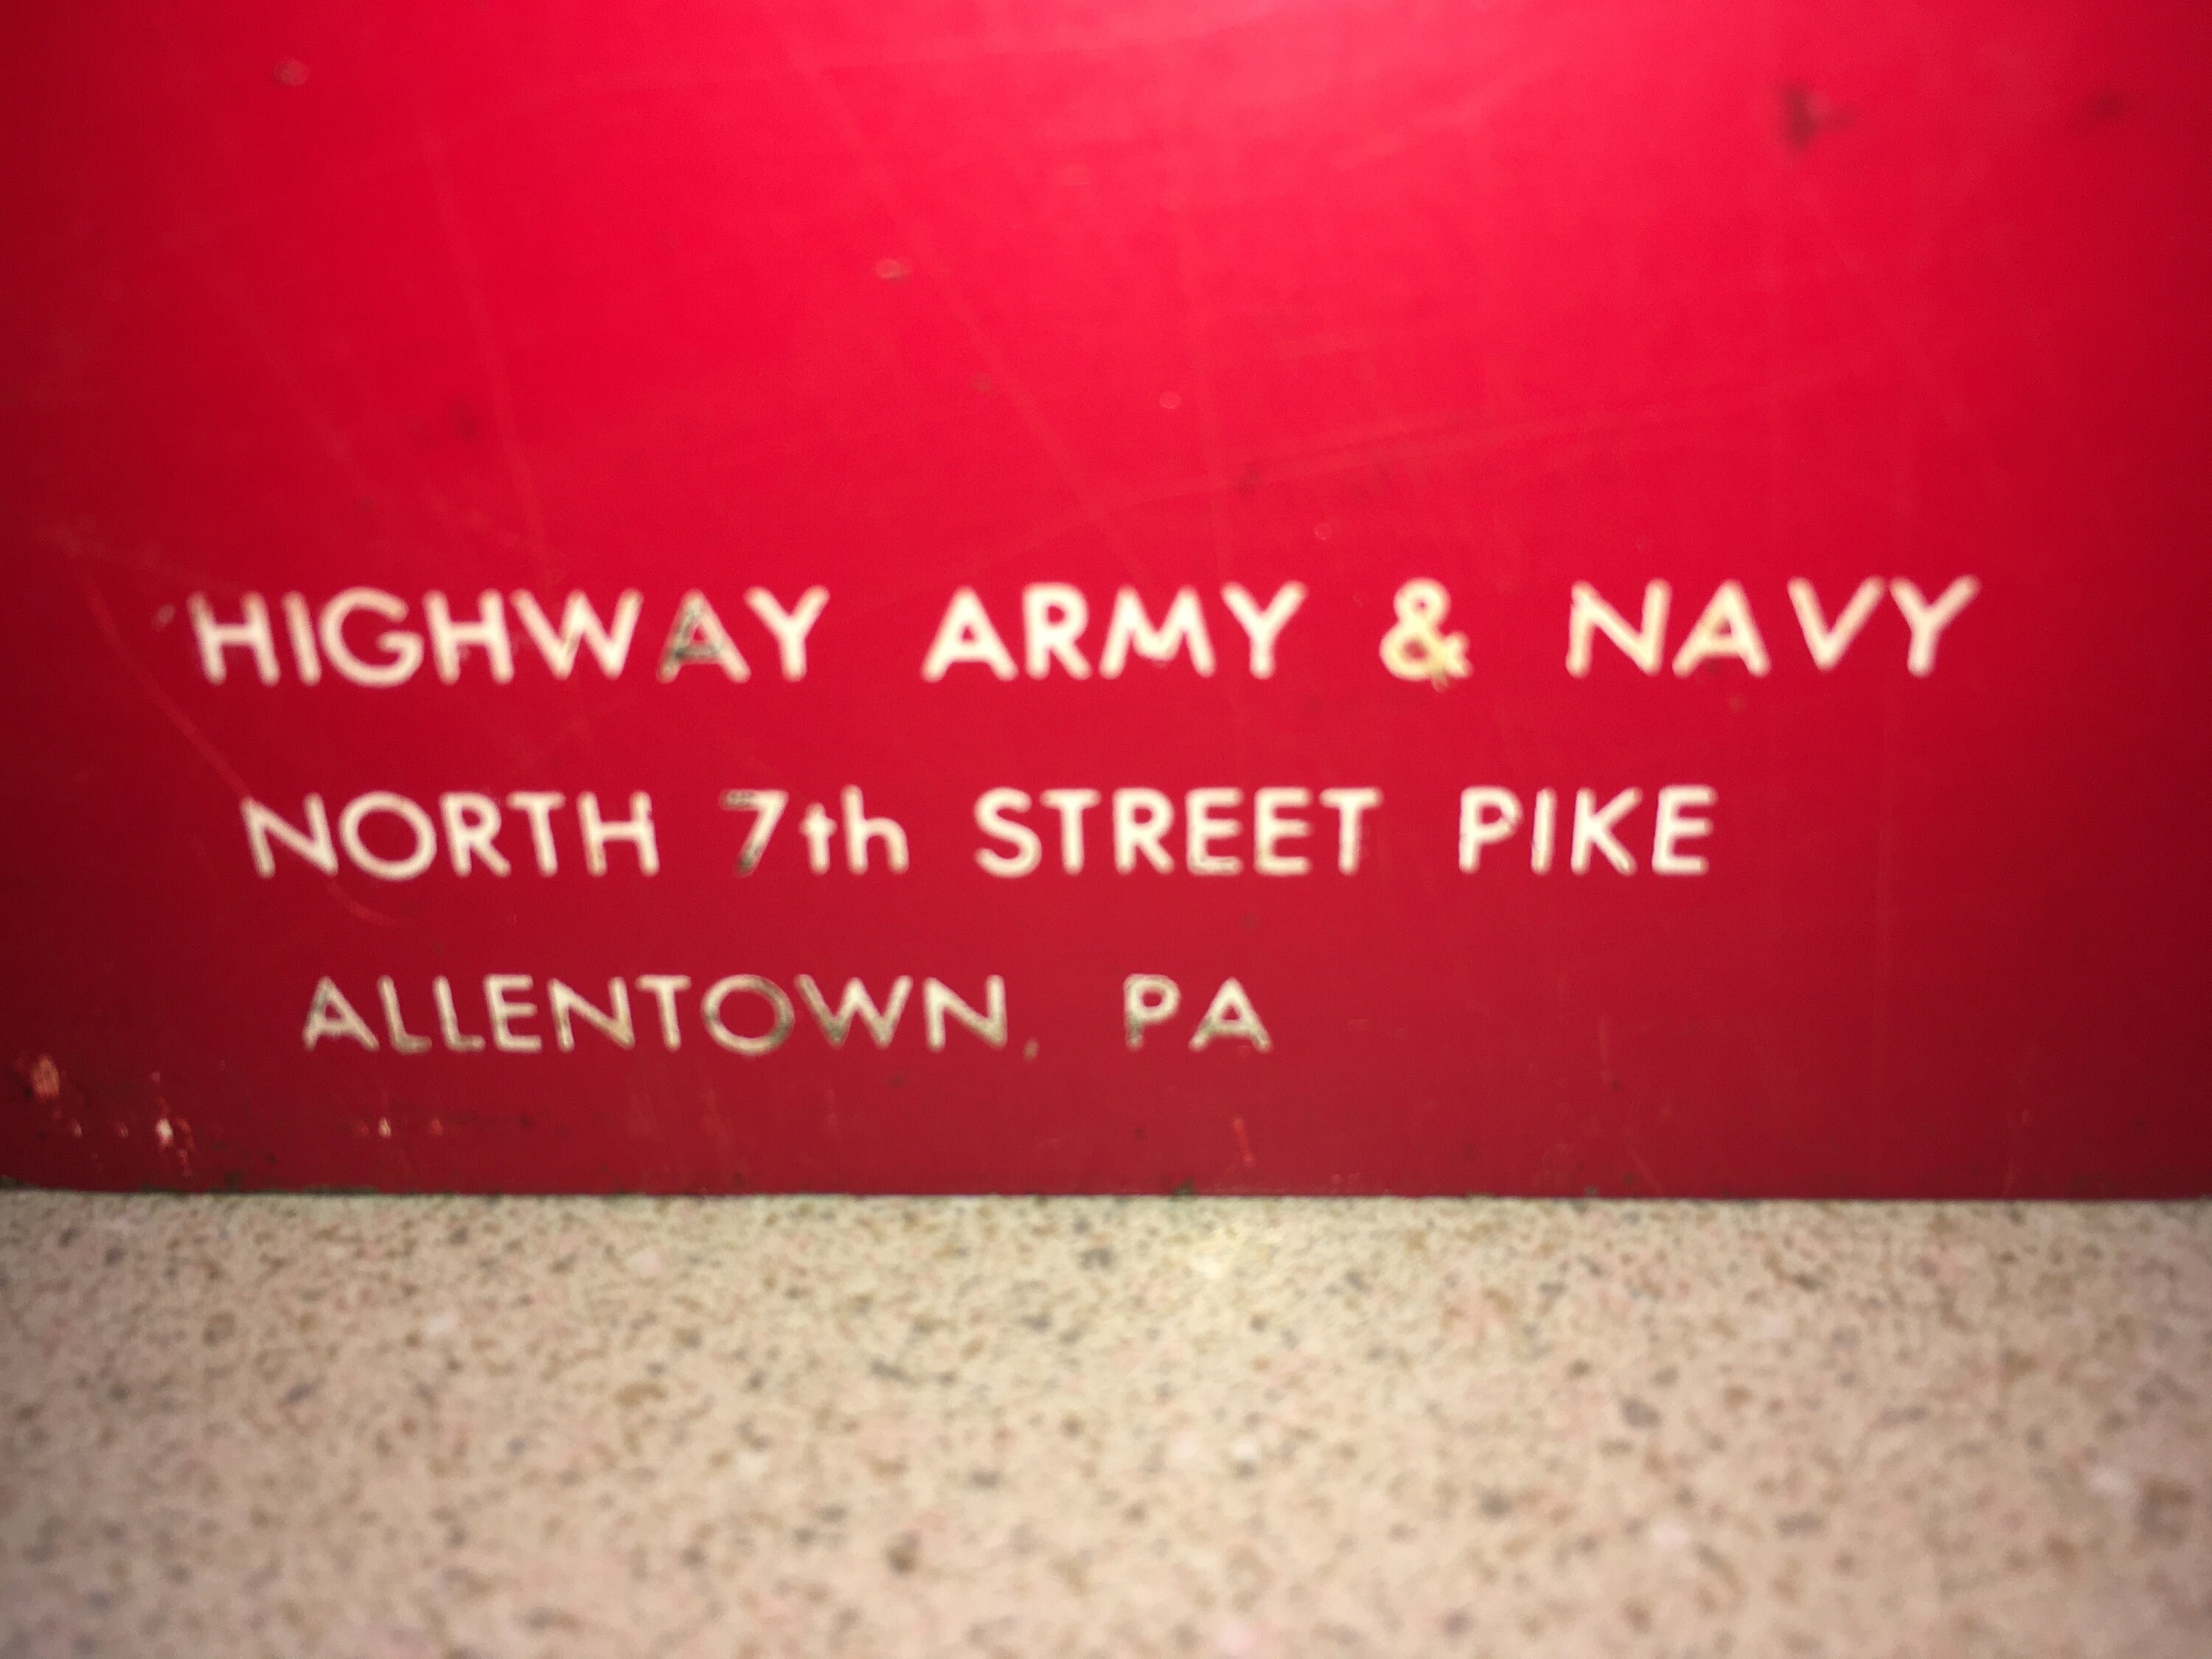 HIGHWAY ARMY & NAVY
NORTH 7th STREET PIKE
ALLENTOWN, PA